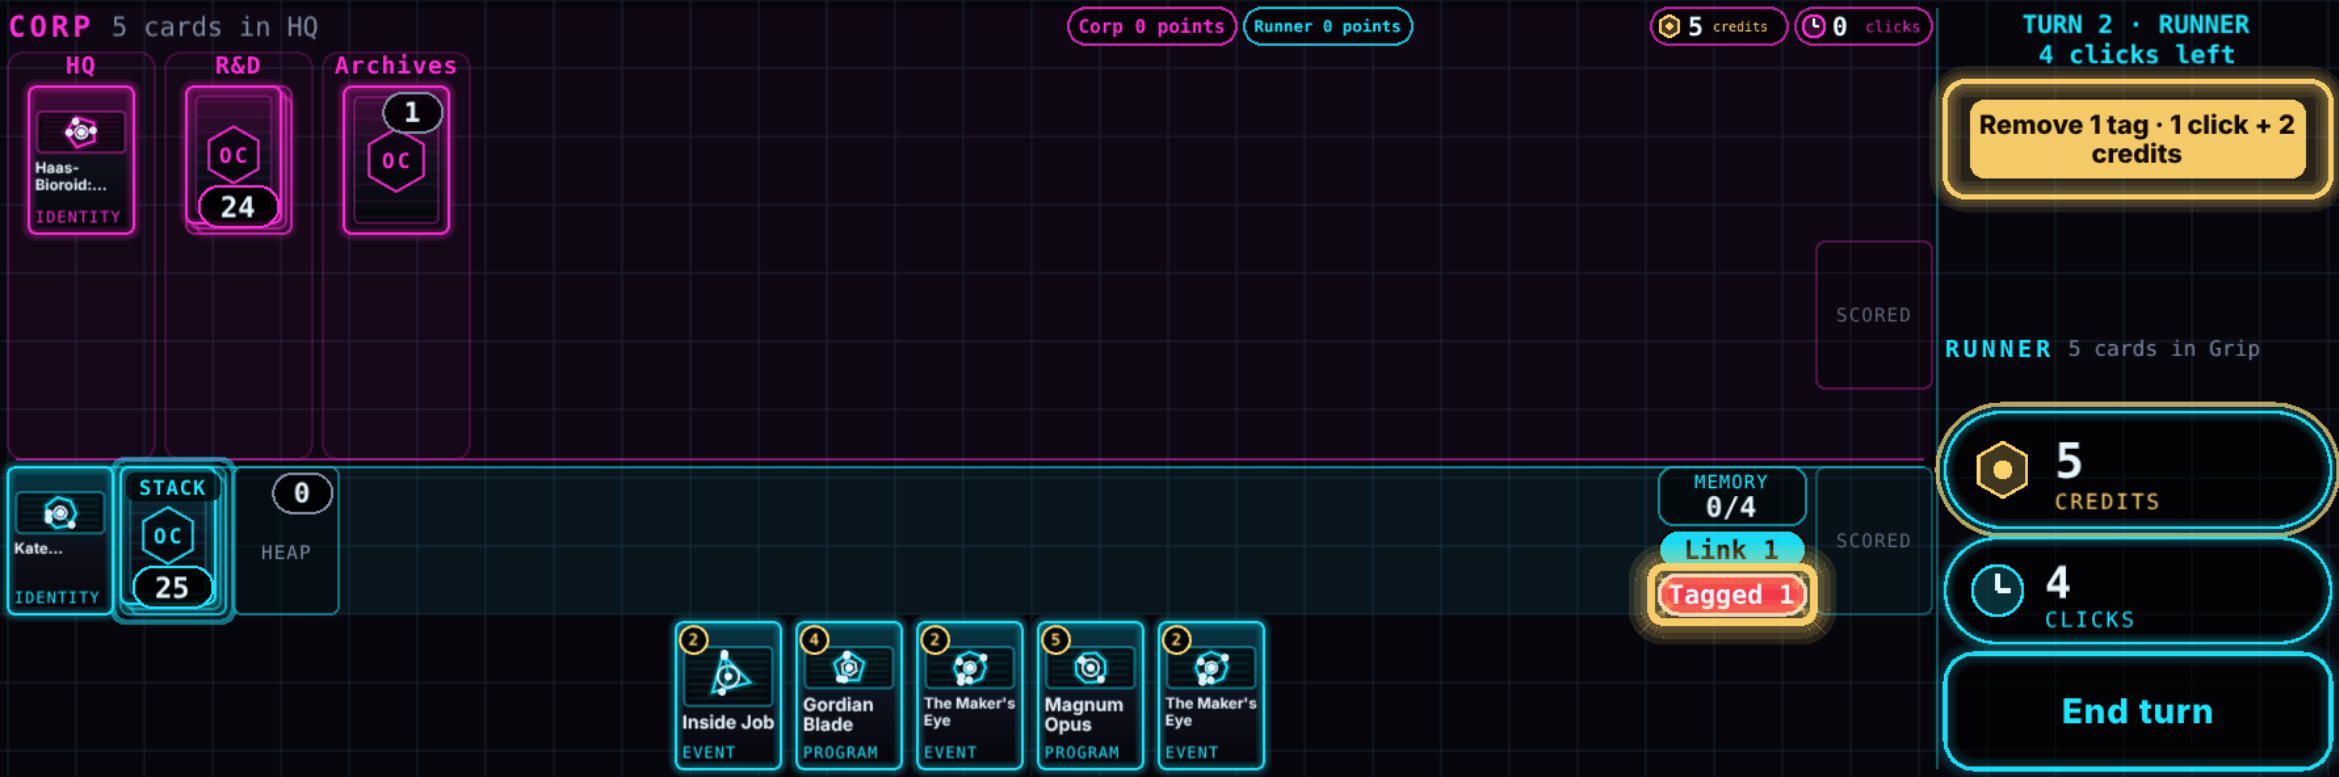 CORP 5 cards in HQ
Corp 0 points
Runner 0 points
5 credits
0 clicks
TURN 2 · RUNNER
4 clicks left
HQ
R&D
Archives
Haas-
Bioroid:...
IDENTITY
OC
24
1
OC
Remove 1 tag · 1 click + 2
credits
SCORED
RUNNER 5 cards in Grip
5
CREDITS
4
CLICKS
End turn
Kate...
IDENTITY
STACK
OC
25
0
HEAP
MEMORY
0/4
Link 1
Tagged 1
SCORED
2
Inside Job
EVENT
4
Gordian
Blade
PROGRAM
2
The Maker's
Eye
EVENT
5
Magnum
Opus
PROGRAM
2
The Maker's
Eye
EVENT